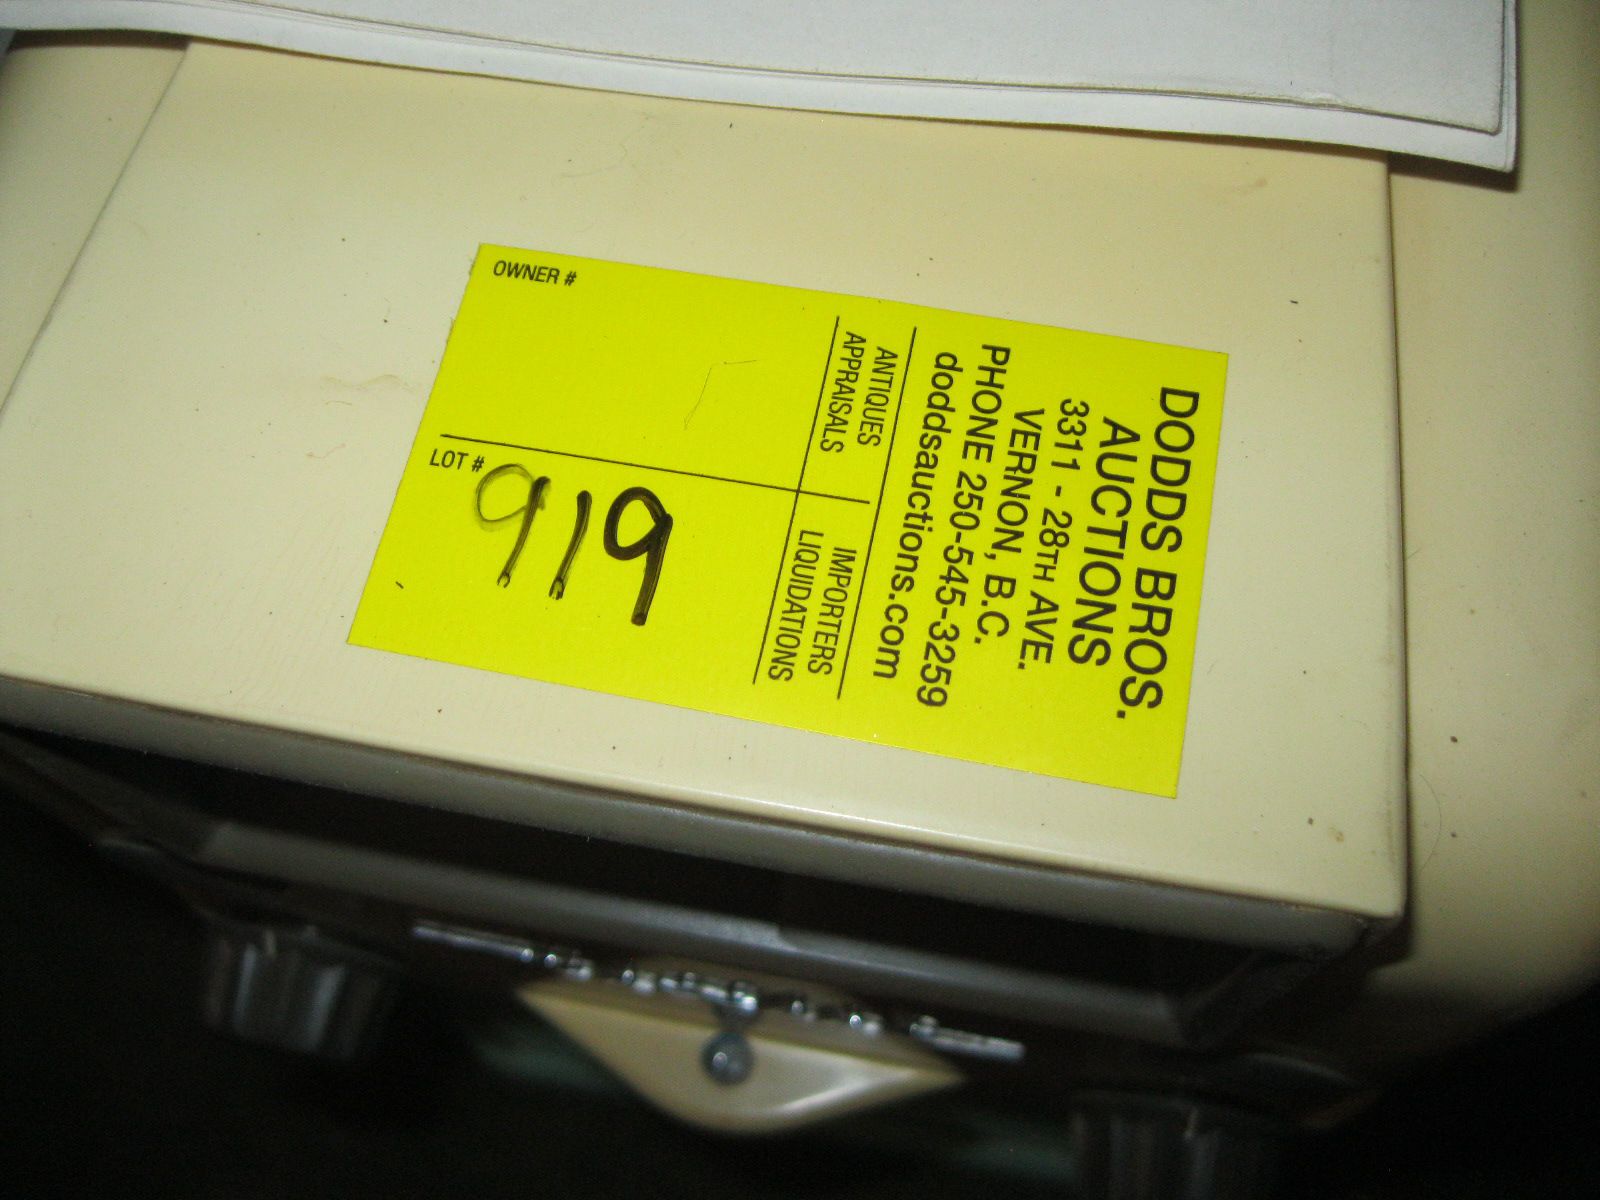 DODDS BROS.
AUCTIONS
3311 - 28TH AVE.
VERNON, B.C.
PHONE 250-545-3259
doddsauctions.com
ANTIQUES
APPRAISALS
IMPORTERS
LIQUIDATIONS
OWNER #
LOT #
919